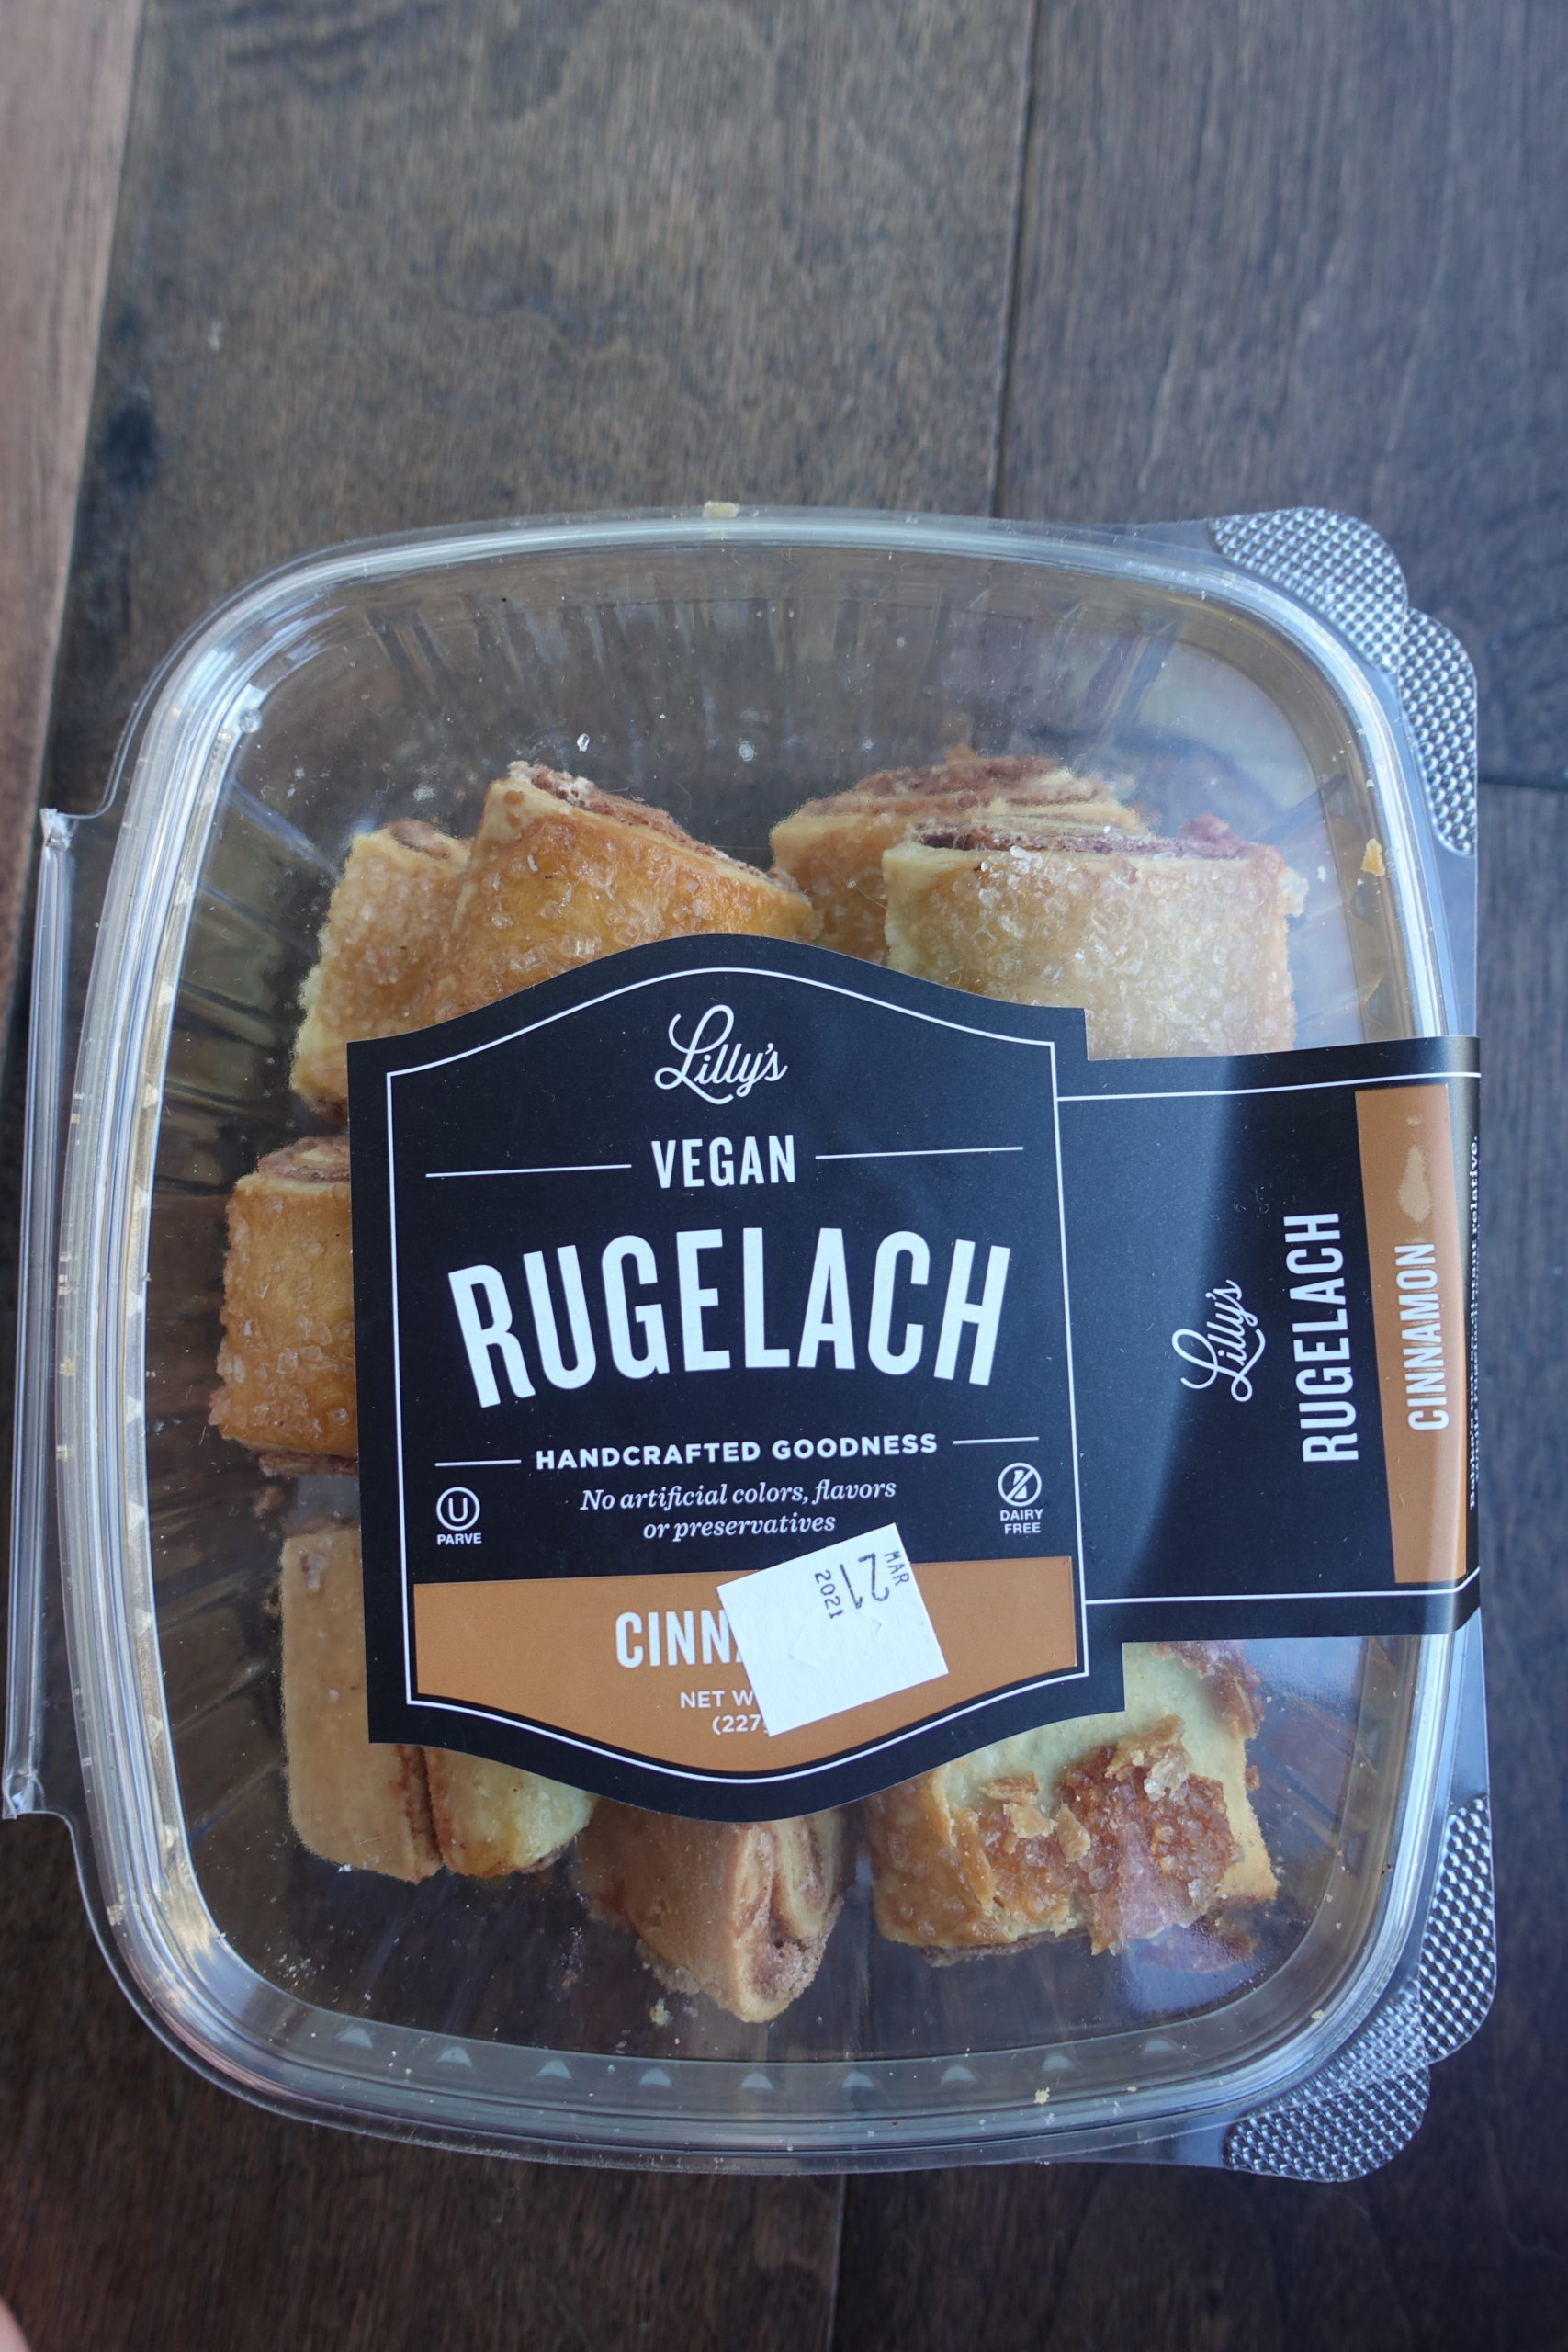 Lilly's
VEGAN
RUGELACH
HANDCRAFTED GOODNESS
No artificial colors, flavors
or preservatives
U
PARVE
DAIRY
FREE
MAR
21
2021
CINN
NET W
(227
Lilly's
RUGELACH
CINNAMON
relative.